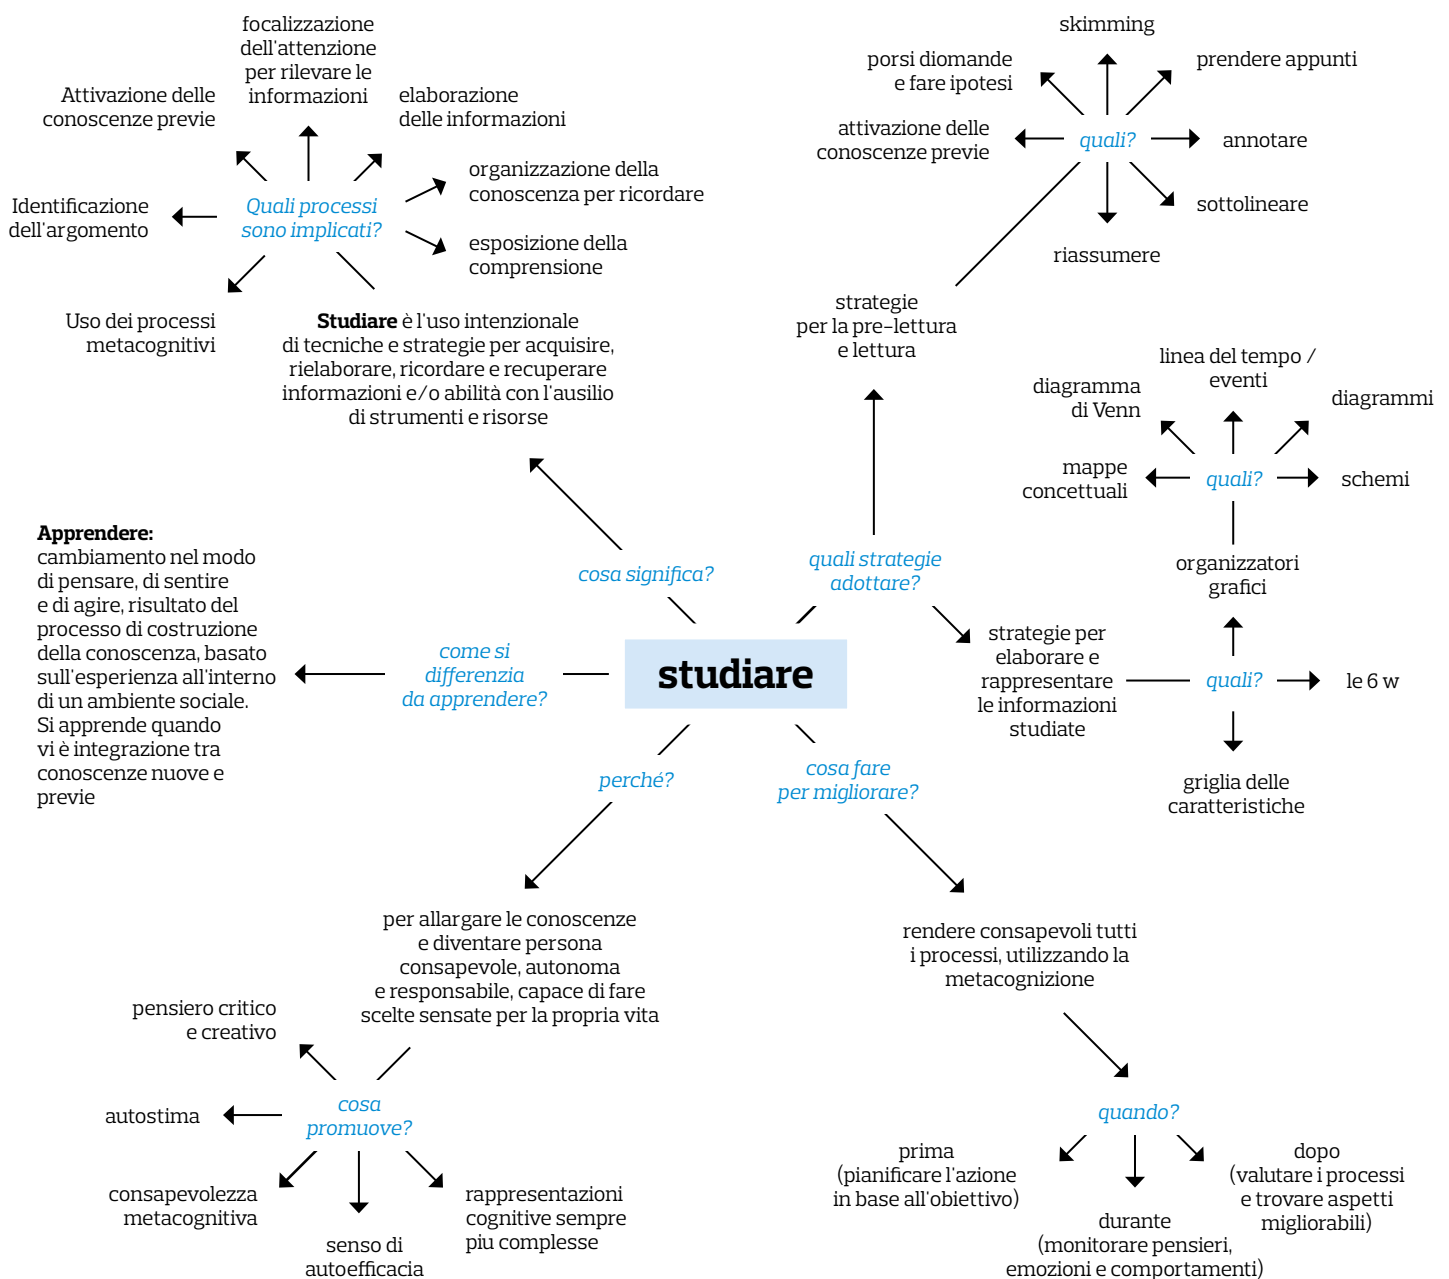 focalizzazione
dell'attenzione
per rilevare le
informazioni
Attivazione delle
conoscenze previe
elaborazione
delle informazioni
organizzazione della
conoscenza per ricordare
Identificazione
dell'argomento
Quali processi
sono implicati?
esposizione della
comprensione
Uso dei processi
metacognitivi
Studiare è l'uso intenzionale
di tecniche e strategie per acquisire,
rielaborare, ricordare e recuperare
informazioni e/o abilità con l'ausilio
di strumenti e risorse
skimming
porsi diomande
e fare ipotesi
prendere appunti
attivazione delle
conoscenze previe
quali?
annotare
sottolineare
riassumere
strategie
per la pre-lettura
e lettura
linea del tempo /
eventi
diagramma
di Venn
diagrammi
mappe
concettuali
quali?
schemi
organizzatori
grafici
cosa significa?
quali strategie
adottare?
Apprendere:
cambiamento nel modo
di pensare, di sentire
e di agire, risultato del
processo di costruzione
della conoscenza, basato
sull'esperienza all'interno
di un ambiente sociale.
Si apprende quando
vi è integrazione tra
conoscenze nuove e
previe
come si
differenzia
da apprendere?
studiare
strategie per
elaborare e
rappresentare
le informazioni
studiate
quali?
le 6 w
griglia delle
caratteristiche
perché?
cosa fare
per migliorare?
per allargare le conoscenze
e diventare persona
consapevole, autonoma
e responsabile, capace di fare
scelte sensate per la propria vita
rendere consapevoli tutti
i processi, utilizzando la
metacognizione
pensiero critico
e creativo
autostima
cosa
promuove?
consapevolezza
metacognitiva
senso di
autoefficacia
rappresentazioni
cognitive sempre
piu complesse
quando?
prima
(pianificare l'azione
in base all'obiettivo)
durante
(monitorare pensieri,
emozioni e comportamenti)
dopo
(valutare i processi
e trovare aspetti
migliorabili)